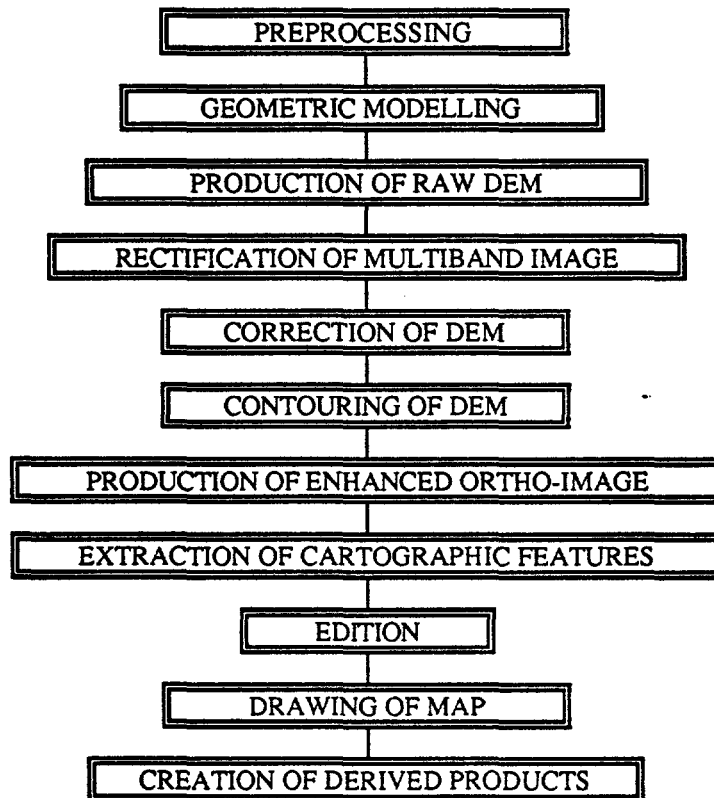 PREPROCESSING
GEOMETRIC MODELLING
PRODUCTION OF RAW DEM
RECTIFICATION OF MULTIBAND IMAGE
CORRECTION OF DEM
CONTOURING OF DEM
PRODUCTION OF ENHANCED ORTHO-IMAGE
EXTRACTION OF CARTOGRAPHIC FEATURES
EDITION
DRAWING OF MAP
CREATION OF DERIVED PRODUCTS